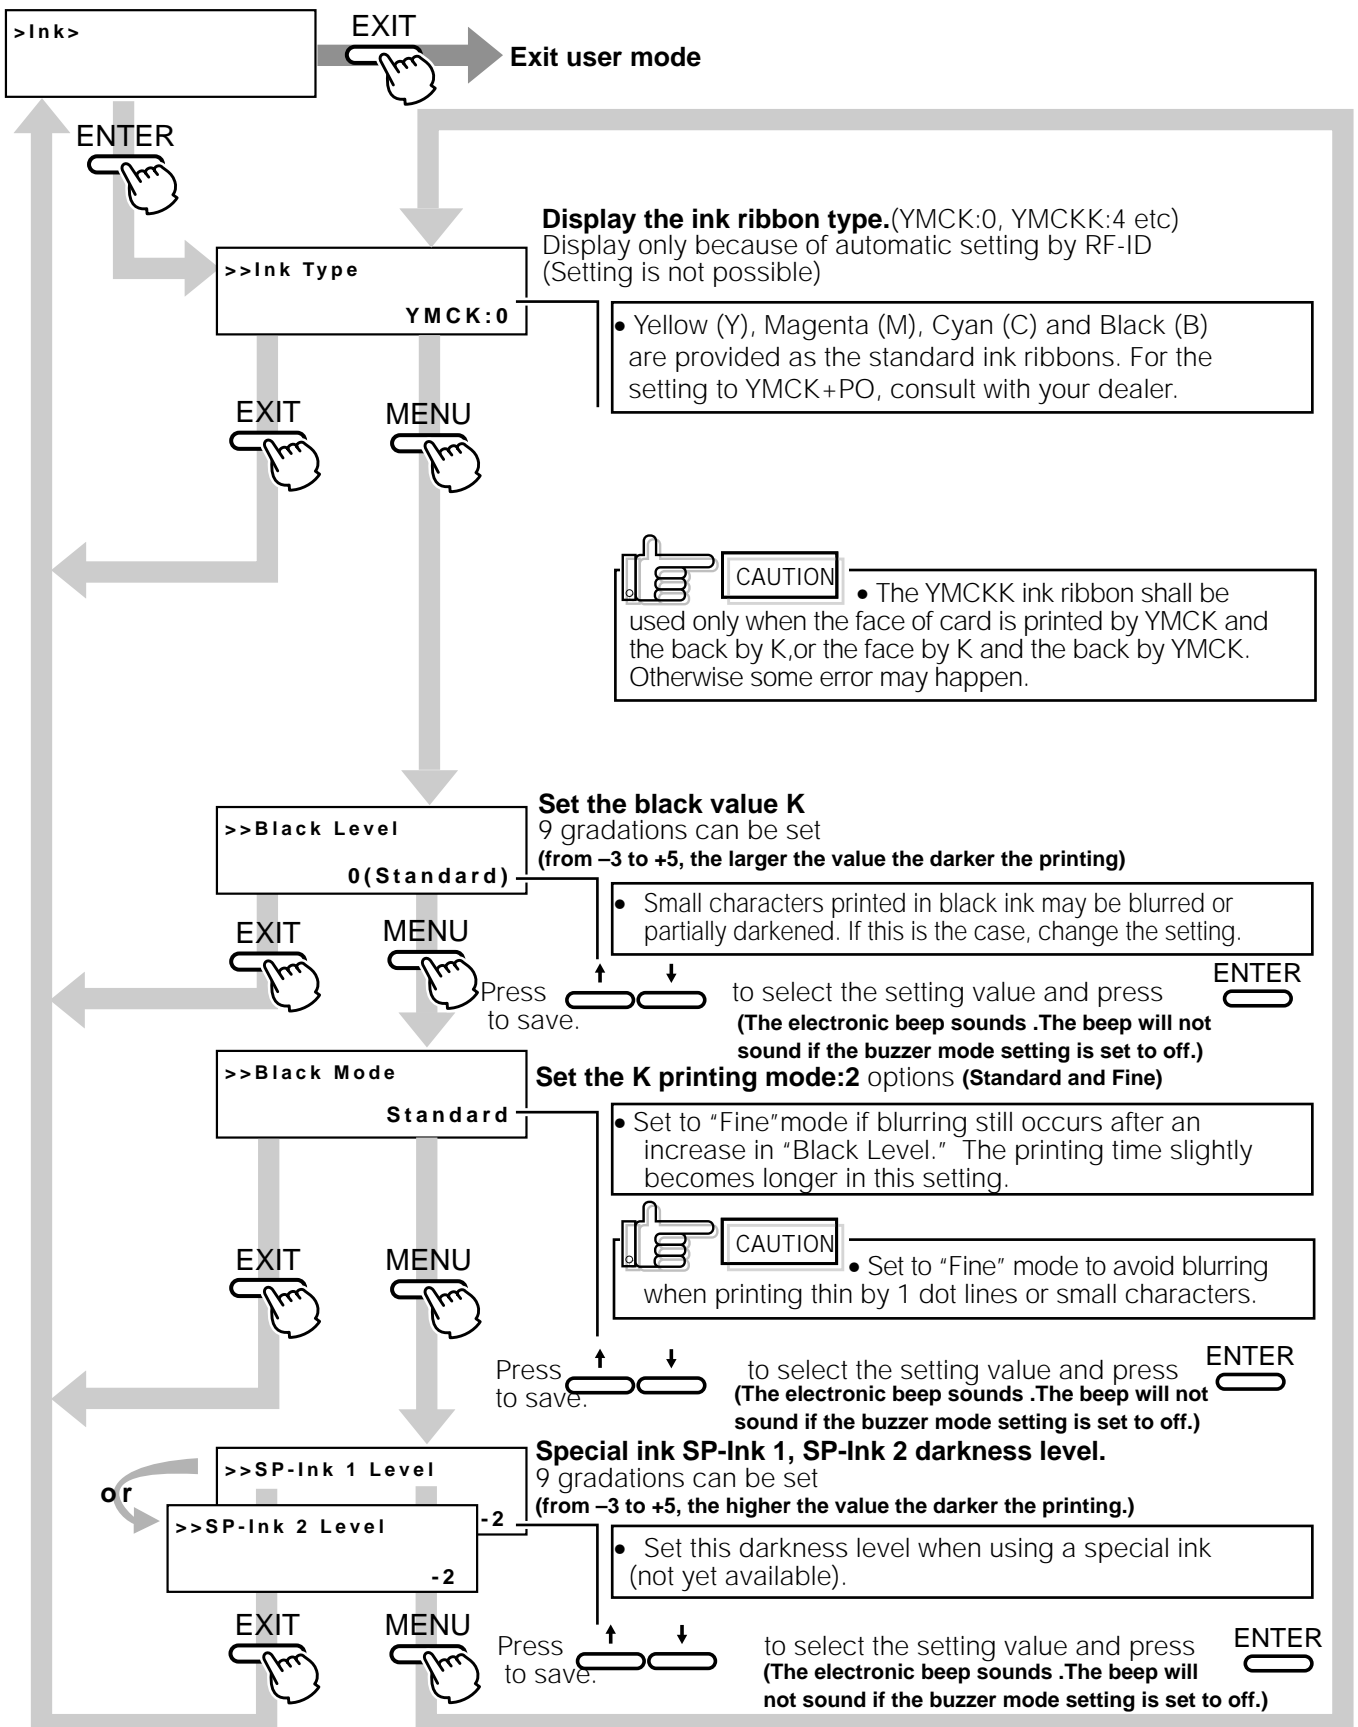 >Ink>
EXIT
Exit user mode
ENTER
Display the ink ribbon type.(YMCK:0, YMCKK:4 etc)
Display only because of automatic setting by RF-ID
(Setting is not possible)
>>Ink Type
YMCK:0
• Yellow (Y), Magenta (M), Cyan (C) and Black (B)
are provided as the standard ink ribbons. For the
setting to YMCK+PO, consult with your dealer.
EXIT MENU
CAUTION
• The YMCKK ink ribbon shall be
used only when the face of card is printed by YMCK and
the back by K,or the face by K and the back by YMCK.
Otherwise some error may happen.
Set the black value K
9 gradations can be set
(from –3 to +5, the larger the value the darker the printing)
>>Black Level
0(Standard)
• Small characters printed in black ink may be blurred or
partially darkened. If this is the case, change the setting.
EXIT MENU
Press to select the setting value and press ENTER
to save.
(The electronic beep sounds .The beep will not
sound if the buzzer mode setting is set to off.)
>>Black Mode
Standard
Set the K printing mode:2 options (Standard and Fine)
• Set to “Fine”mode if blurring still occurs after an
increase in “Black Level.” The printing time slightly
becomes longer in this setting.
CAUTION
• Set to “Fine” mode to avoid blurring
when printing thin by 1 dot lines or small characters.
EXIT MENU
Press to select the setting value and press ENTER
to save.
(The electronic beep sounds .The beep will not
sound if the buzzer mode setting is set to off.)
Special ink SP-Ink 1, SP-Ink 2 darkness level.
9 gradations can be set
(from –3 to +5, the higher the value the darker the printing.)
>>SP-Ink 1 Level
-2
or
>>SP-Ink 2 Level
-2
• Set this darkness level when using a special ink
(not yet available).
EXIT MENU
Press to select the setting value and press ENTER
to save.
(The electronic beep sounds .The beep will
not sound if the buzzer mode setting is set to off.)